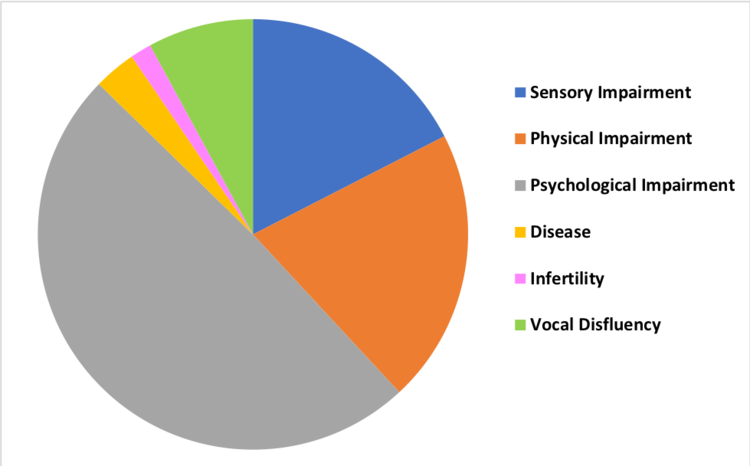 Sensory Impairment
Physical Impairment
Psychological Impairment
Disease
Infertility
Vocal Disfluency